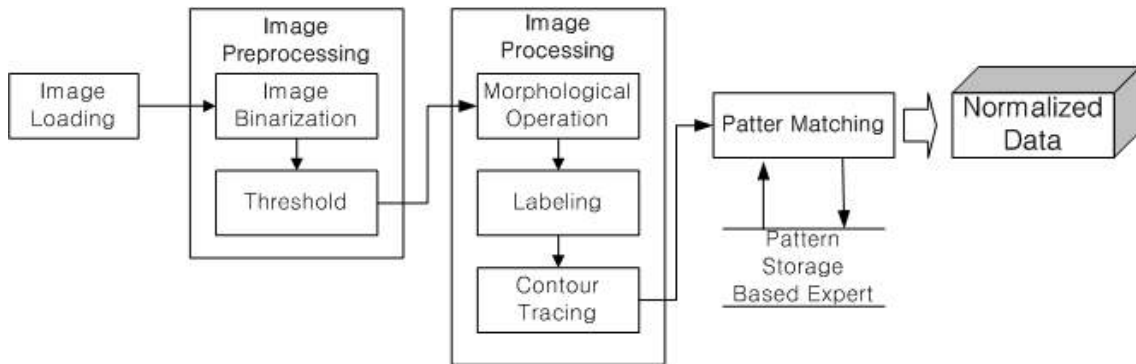 Image
Loading
Image
Preprocessing
Image
Binarization
Threshold
Image
Processing
Morphological
Operation
Labeling
Contour
Tracing
Patter Matching
Pattern
Storage
Based Expert
Normalized
Data